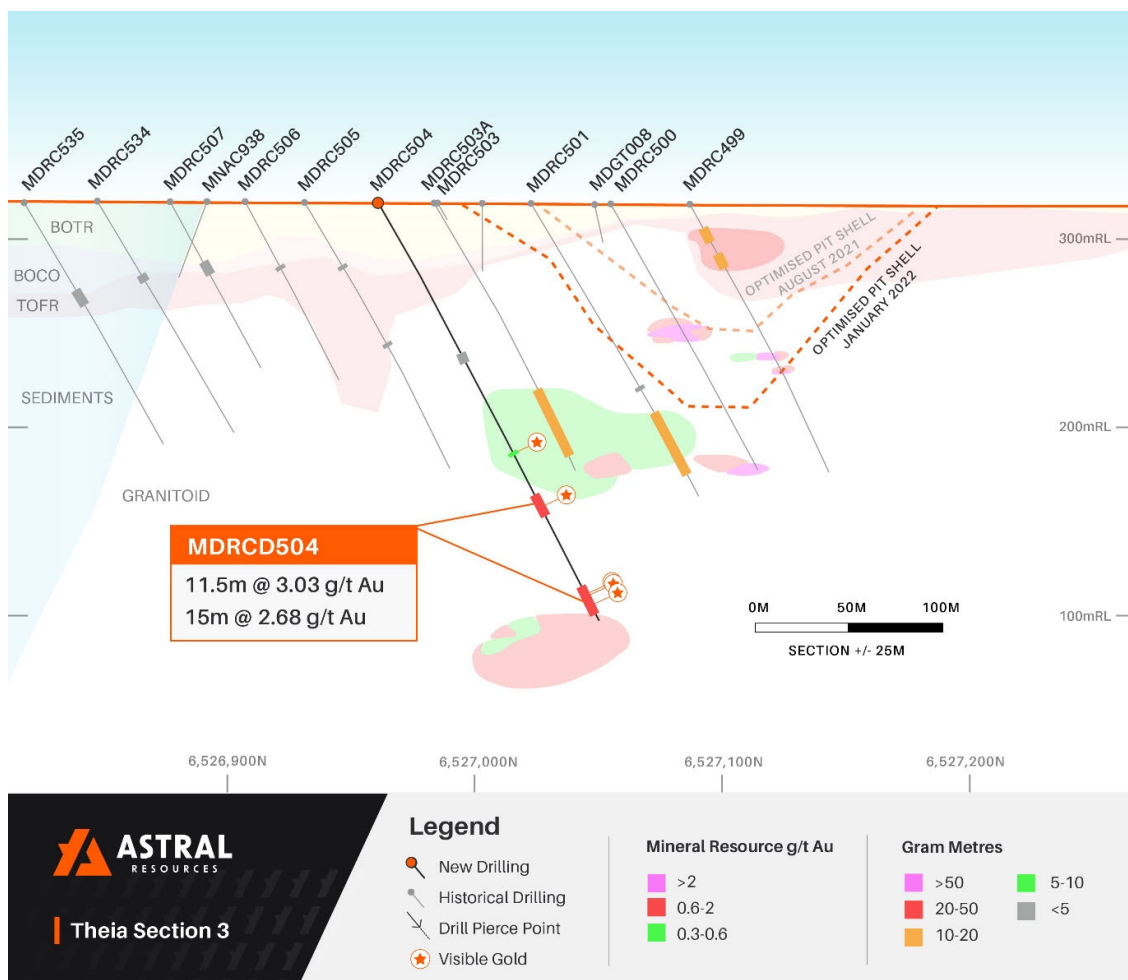 MDRC535
MDRC534
MDRC507
MNAC938
MDRC506
MDRC505
MDRC504
MDRC503A
MDRC503
MDRC501
MDGT008
MDRC500
MDRC499
BOTR
BOCO
TOFR
SEDIMENTS
GRANITOID
300mRL
200mRL
100mRL
OPTIMISED PIT SHELL
AUGUST 2021
OPTIMISED PIT SHELL
JANUARY 2022
MDRCD504
11.5m @ 3.03 g/t Au
15m @ 2.68 g/t Au
0M 50M 100M
SECTION +/- 25M
6,526,900N 6,527,000N 6,527,100N 6,527,200N
ASTRAL
RESOURCES
Theia Section 3
Legend
New Drilling
Historical Drilling
Drill Pierce Point
Visible Gold
Mineral Resource g/t Au
>2
0.6-2
0.3-0.6
Gram Metres
>50
20-50
10-20
5-10
<5